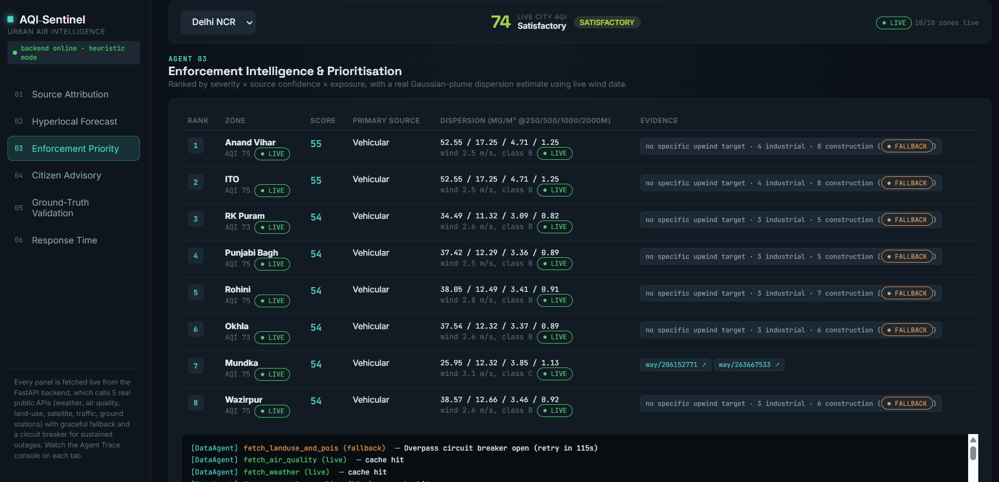 AQI-Sentinel
URBAN AIR INTELLIGENCE
backend online · heuristic
mode
01 Source Attribution
02 Hyperlocal Forecast
03 Enforcement Priority
04 Citizen Advisory
05 Ground-Truth
Validation
06 Response Time
Every panel is fetched live from the
FastAPI backend, which calls 5 real
public APIs (weather, air quality,
land-use, satellite, traffic, ground
stations) with graceful fallback and
a circuit breaker for sustained
outages. Watch the Agent Trace
console on each tab.
Delhi NCR
74 LIVE CITY AQI
Satisfactory
SATISFACTORY
LIVE 10/10 zones live
AGENT 03
Enforcement Intelligence & Prioritisation
Ranked by severity × source confidence × exposure, with a real Gaussian-plume dispersion estimate using live wind data.
RANK ZONE SCORE PRIMARY SOURCE DISPERSION (MG/M³ @250/500/1000/2000M) EVIDENCE
1 Anand Vihar 55 Vehicular 52.55 / 17.25 / 4.71 / 1.25 no specific upwind target · 4 industrial · 8 construction (● FALLBACK)
AQI 75 ● LIVE wind 2.5 m/s, class B ● LIVE
2 ITO 55 Vehicular 52.55 / 17.25 / 4.71 / 1.25 no specific upwind target · 4 industrial · 8 construction (● FALLBACK)
AQI 75 ● LIVE wind 2.5 m/s, class B ● LIVE
3 RK Puram 54 Vehicular 34.49 / 11.32 / 3.09 / 0.82 no specific upwind target · 3 industrial · 5 construction (● FALLBACK)
AQI 73 ● LIVE wind 2.6 m/s, class B ● LIVE
4 Punjabi Bagh 54 Vehicular 37.42 / 12.29 / 3.36 / 0.89 no specific upwind target · 3 industrial · 5 construction (● FALLBACK)
AQI 75 ● LIVE wind 2.5 m/s, class B ● LIVE
5 Rohini 54 Vehicular 38.05 / 12.49 / 3.41 / 0.91 no specific upwind target · 3 industrial · 7 construction (● FALLBACK)
AQI 75 ● LIVE wind 2.8 m/s, class B ● LIVE
6 Okhla 54 Vehicular 37.54 / 12.32 / 3.37 / 0.89 no specific upwind target · 3 industrial · 6 construction (● FALLBACK)
AQI 73 ● LIVE wind 2.6 m/s, class B ● LIVE
7 Mundka 54 Vehicular 25.95 / 12.32 / 3.85 / 1.13 way/206152771 ↗ way/263667533 ↗
AQI 75 ● LIVE wind 3.1 m/s, class C ● LIVE
8 Wazirpur 54 Vehicular 38.57 / 12.66 / 3.46 / 0.92 no specific upwind target · 3 industrial · 6 construction (● FALLBACK)
AQI 75 ● LIVE wind 2.6 m/s, class B ● LIVE
[DataAgent] fetch_landuse_and_pois (fallback) — Overpass circuit breaker open (retry in 115s)
[DataAgent] fetch_air_quality (live) — cache hit
[DataAgent] fetch_weather (live) — cache hit